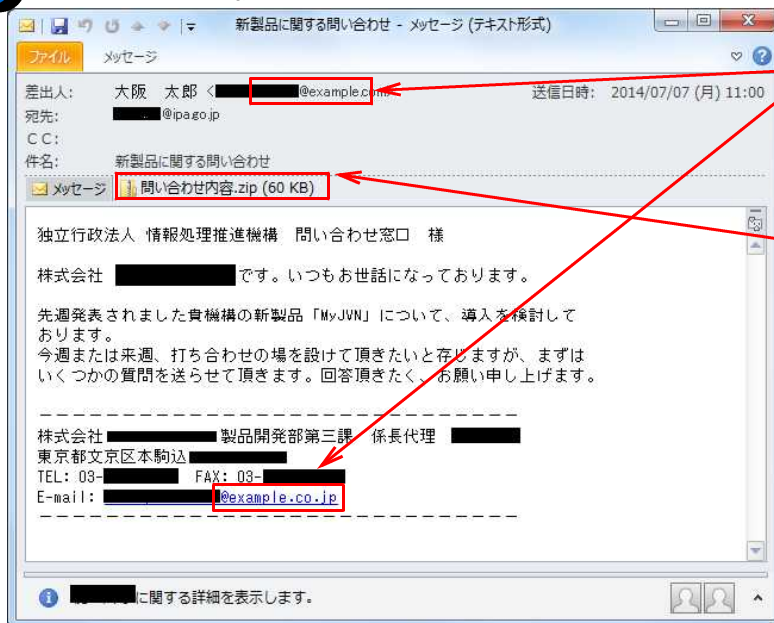 新製品に関する問い合わせ - メッセージ (テキスト形式)
ファイル メッセージ
差出人: 大阪 太郎 < @example.com> 送信日時: 2014/07/07 (月) 11:00
宛先: @ipa.go.jp
CC:
件名: 新製品に関する問い合わせ
メッセージ 問い合わせ内容.zip (60 KB)
独立行政法人 情報処理推進機構 問い合わせ窓口 様
株式会社 です。いつもお世話になっております。
先週発表されました貴機構の新製品「MyJVN」について、導入を検討して
おります。
今週または来週、打ち合わせの場を設けて頂きたいと存じますが、まずは
いくつかの質問を送らせて頂きます。回答頂きたく、お願い申し上げます。
－－－－－－－－－－－－－－－－－－－－－－－－－－－－－
株式会社 製品開発部第三課 係長代理
東京都文京区本駒込
TEL: 03- FAX: 03-
E-mail: @example.co.jp
－－－－－－－－－－－－－－－－－－－－－－－－－－－－－
に関する詳細を表示します。